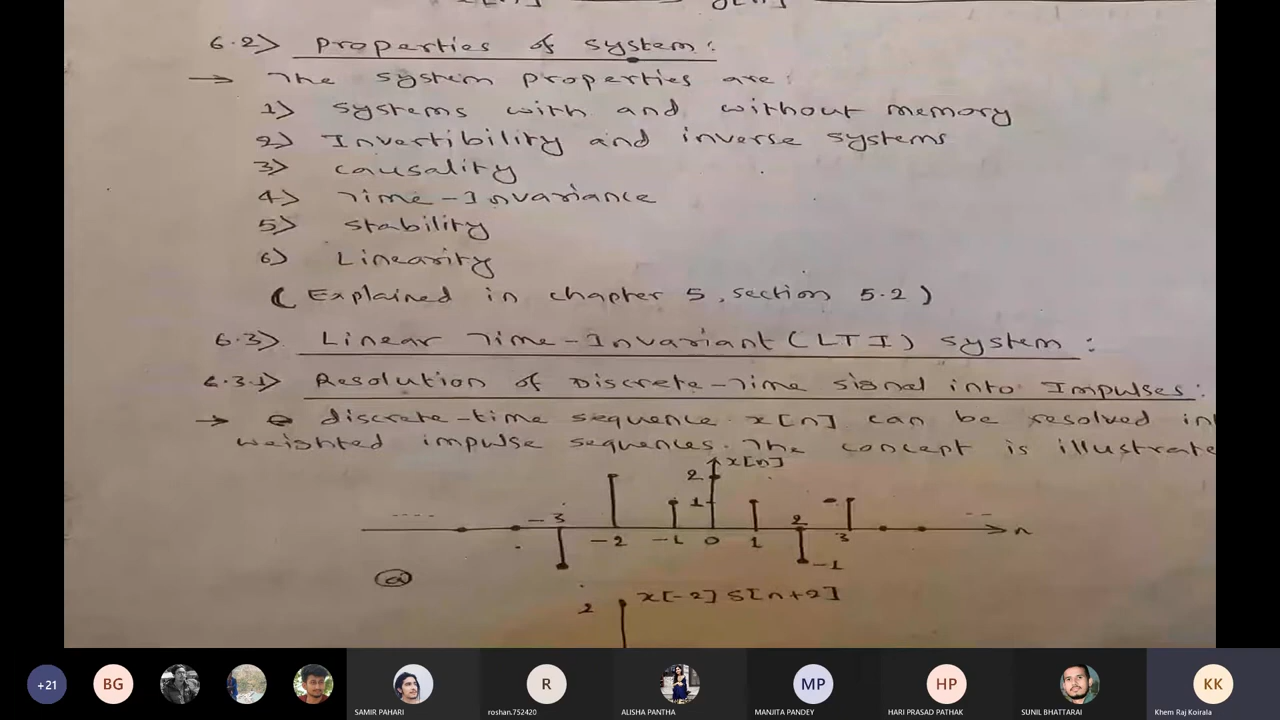 6.2> Properties of system:
→ The system properties are:
1> systems with and without memory
2> Invertibility and inverse systems
3> causality
4> Time-Invariance
5> stability
6> Linearity
(Explained in chapter 5, section 5.2)
6.3> Linear Time-Invariant (LTI) system:
6.3.1> Resolution of Discrete-Time signal into Impulses:
→ discrete-time sequence x[n] can be resolved int
weighted impulse sequences. The concept is illustrate
x[n]
2
1
-3 2
-2 -1 0 1 3 n
-1
a
2 x[-2] δ[n+2]
+21 BG R MP HP KK
SAMIR PAHARI roshan.752420 ALISHA PANTHA MANJITA PANDEY HARI PRASAD PATHAK SUNIL BHATTARAI Khem Raj Koirala